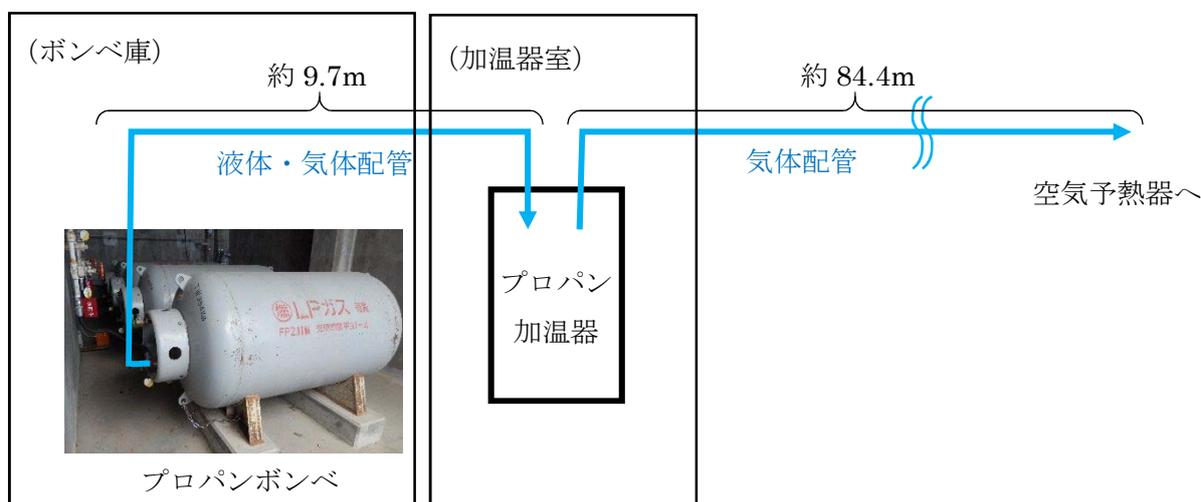 (ボンベ庫)
(加温器室)
約 9.7m
約 84.4m
液体・気体配管
気体配管
空気予熱器へ
プロパン
加温器
LPガス
プロパンボンベ